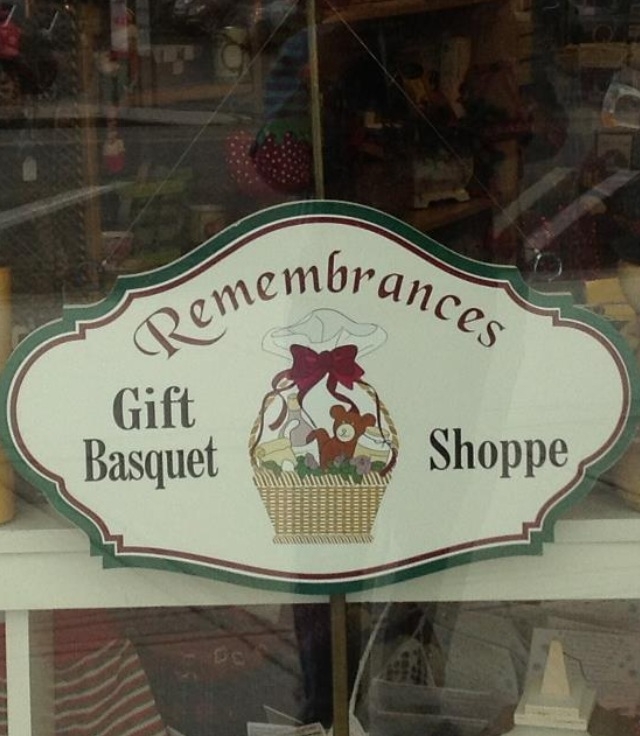 Remembrances
Gift
Basquet
Shoppe